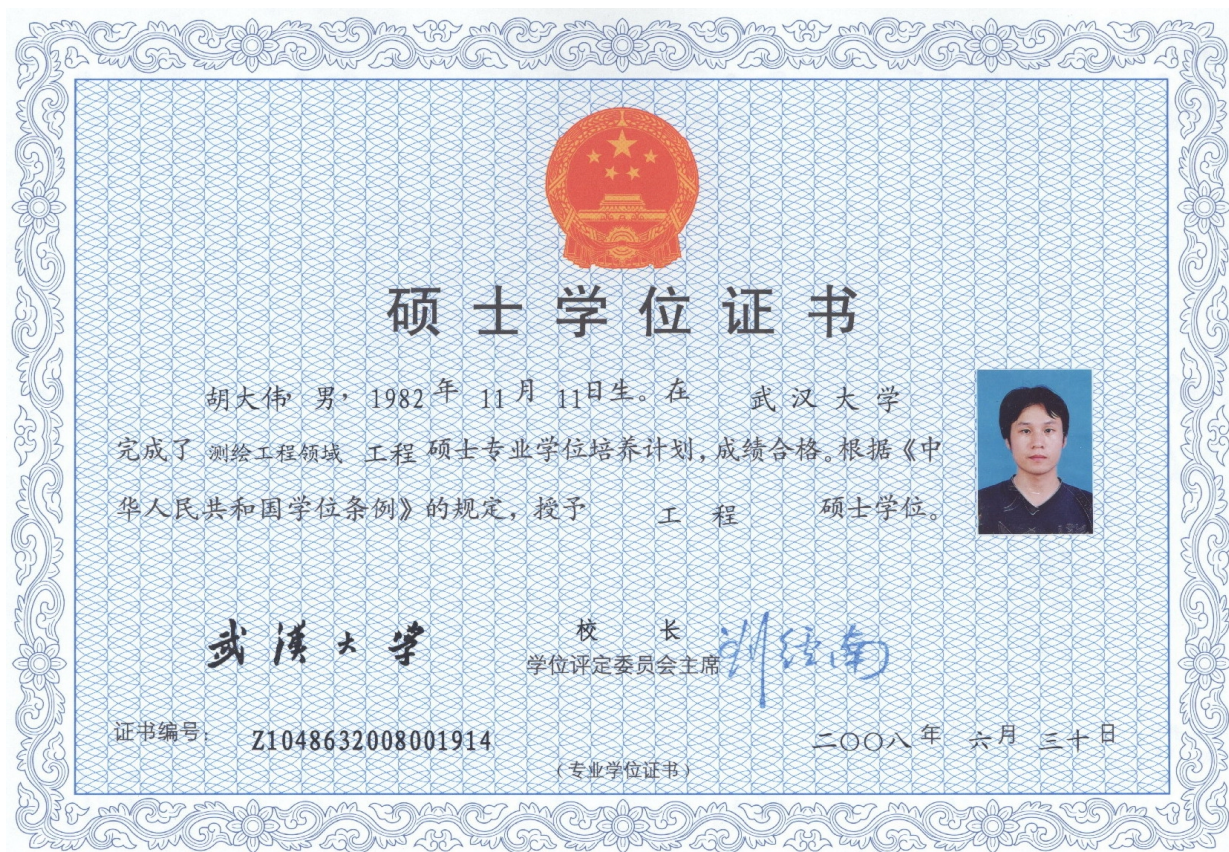 硕士学位证书
胡大伟，男，1982年11月11日生。在 武汉大学
完成了 测绘工程领域 工程 硕士专业学位培养计划，成绩合格。根据《中
华人民共和国学位条例》的规定，授予 工程 硕士学位。
武漢大学
校 长
学位评定委员会主席 刘经南
证书编号：Z1048632008001914
二〇〇八年 六月 三十日
（专业学位证书）